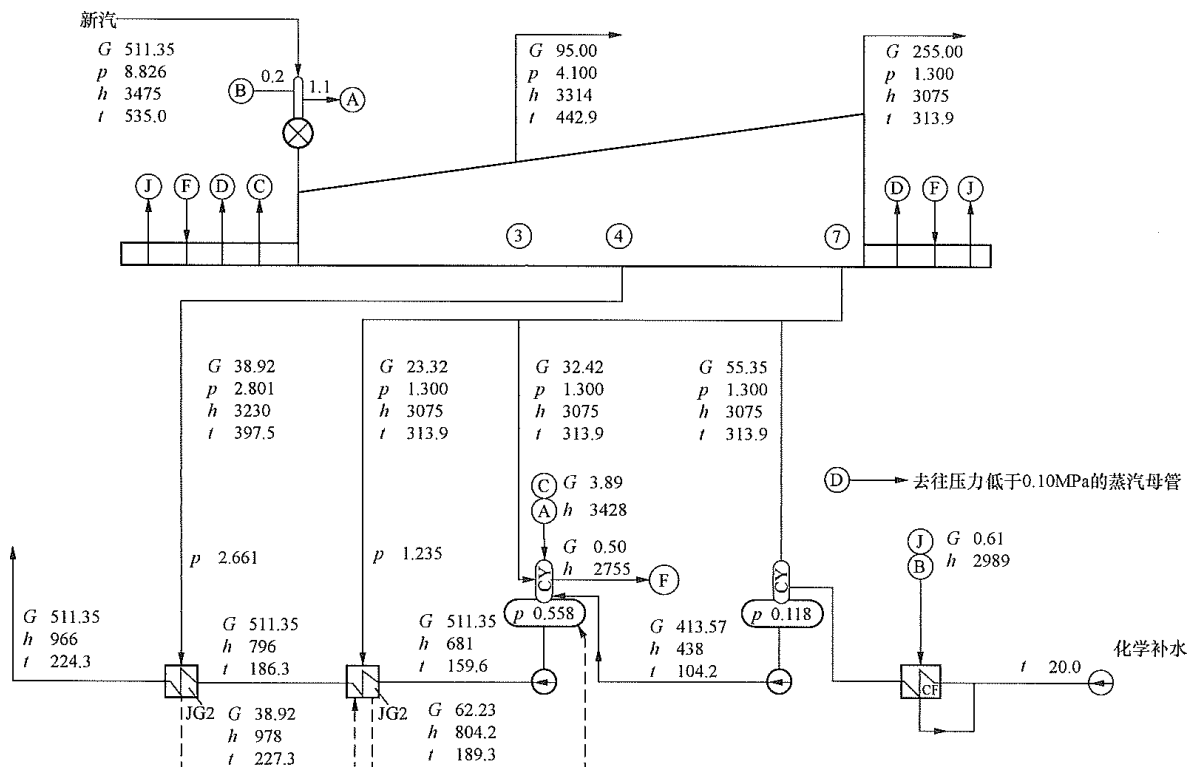 新汽
G 511.35
p 8.826
h 3475
t 535.0
B
0.2
1.1
A
G 95.00
p 4.100
h 3314
t 442.9
G 255.00
p 1.300
h 3075
t 313.9
J
F
D
C
3
4
7
D
F
J
G 38.92
p 2.801
h 3230
t 397.5
G 23.32
p 1.300
h 3075
t 313.9
G 32.42
p 1.300
h 3075
t 313.9
G 55.35
p 1.300
h 3075
t 313.9
D 去往压力低于0.10MPa的蒸汽母管
C
A
G 3.89
h 3428
J
B
G 0.61
h 2989
p 2.661
p 1.235
G 0.50
h 2755
F
CY
p 0.558
CY
p 0.118
G 511.35
h 966
t 224.3
G 511.35
h 796
t 186.3
G 511.35
h 681
t 159.6
G 413.57
h 438
t 104.2
t 20.0
化学补水
CF
JG2
JG2
G 38.92
h 978
t 227.3
G 62.23
h 804.2
t 189.3